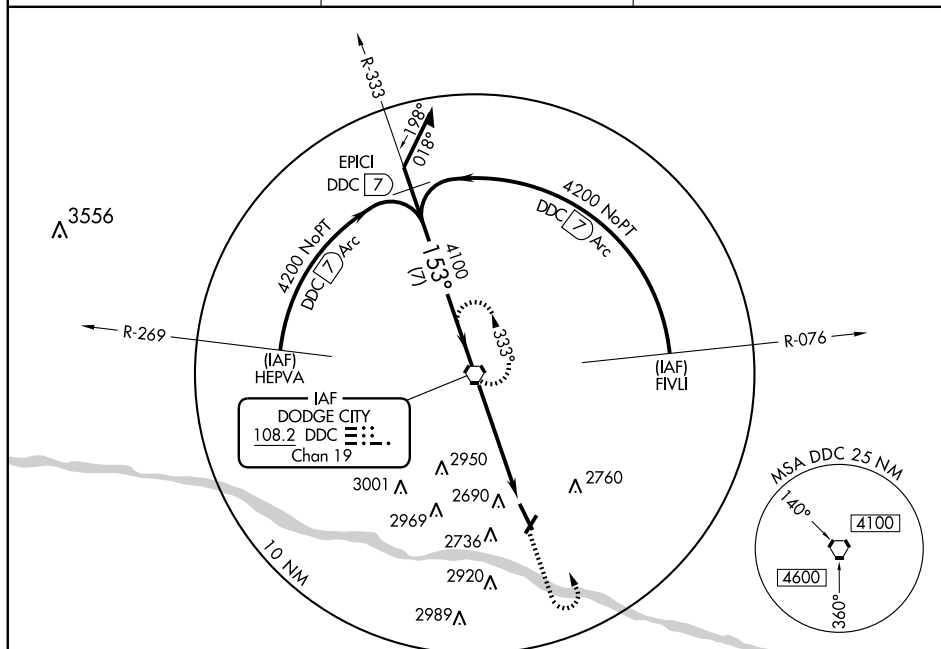 R-333
198°
018°
EPICI
DDC 7
4200 NoPT
DDC 7 Arc
4200 NoPT
DDC 7 Arc
3556
4100
153°
(7)
333°
R-269
R-076
(IAF)
HEPVA
(IAF)
FIVLI
IAF
DODGE CITY
108.2 DDC
Chan 19
2950
3001
2690
2760
2969
2736
2920
2989
10 NM
MSA DDC 25 NM
140°
4100
4600
360°